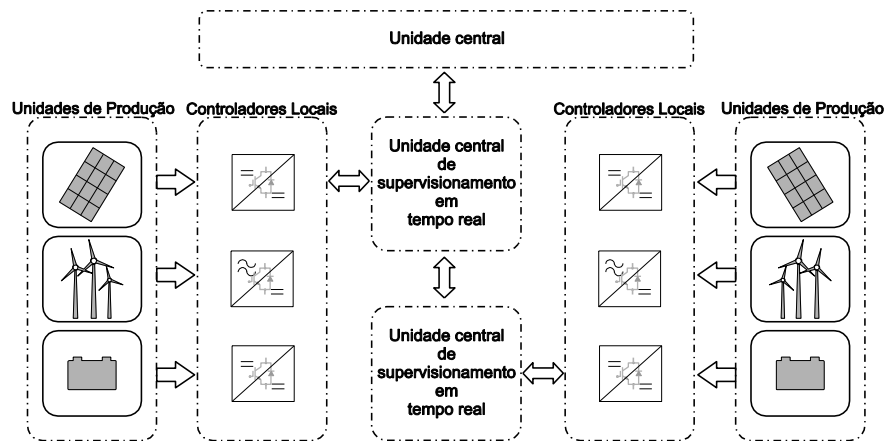 Unidade central
Unidades de Produção
Controladores Locais
Controladores Locais
Unidades de Produção
Unidade central
de
supervisionamento
em
tempo real
Unidade central
de
supervisionamento
em
tempo real